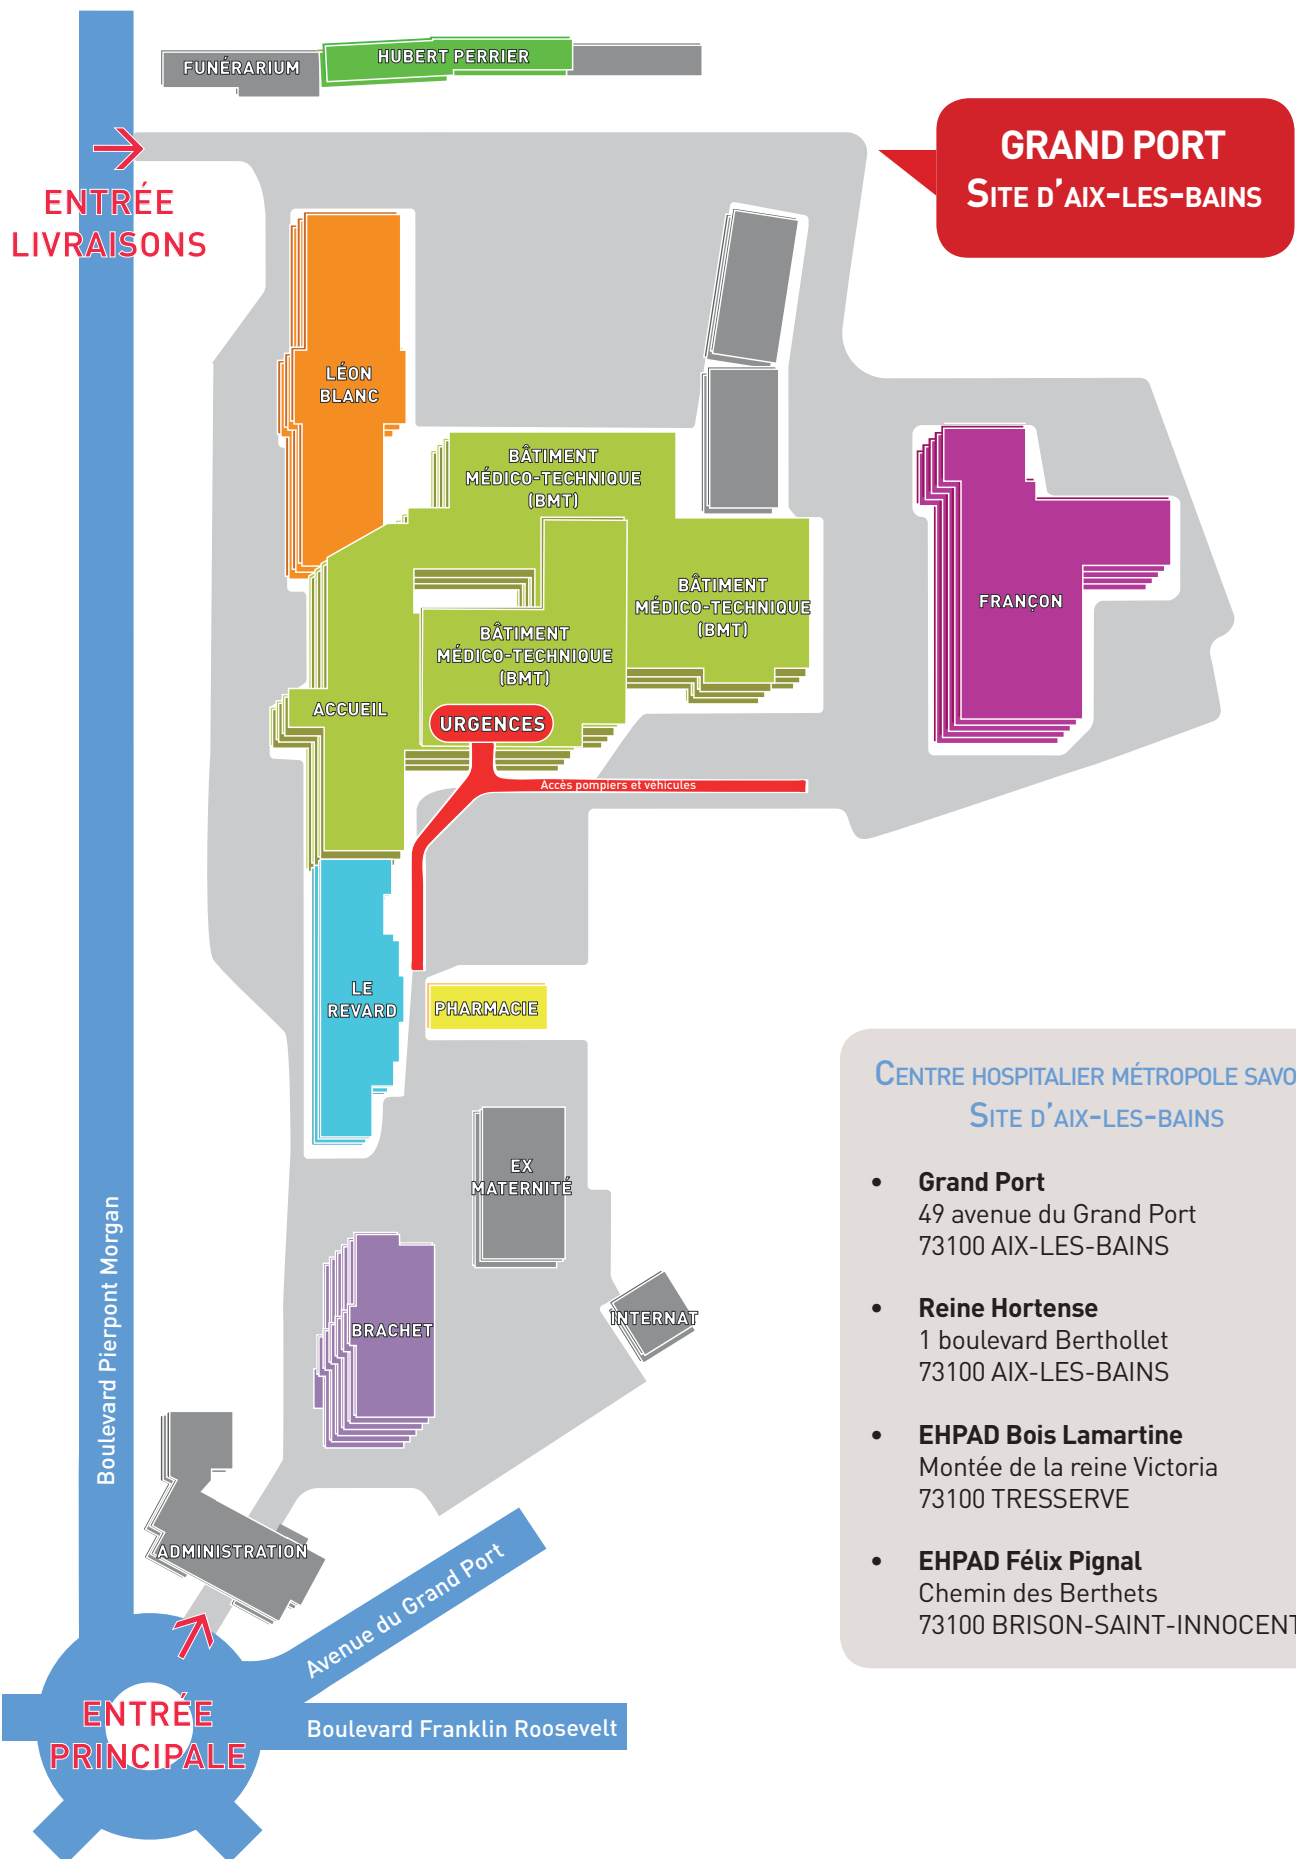 FUNÉRARIUM
HUBERT PERRIER
GRAND PORT
SITE D'AIX-LES-BAINS
ENTRÉE
LIVRAISONS
LÉON
BLANC
BÂTIMENT
MÉDICO-TECHNIQUE
(BMT)
BÂTIMENT
MÉDICO-TECHNIQUE
(BMT)
BÂTIMENT
MÉDICO-TECHNIQUE
(BMT)
FRANÇON
ACCUEIL
URGENCES
Accès pompiers et véhicules
LE
REVARD
PHARMACIE
EX
MATERNITÉ
INTERNAT
BRACHET
Boulevard Pierpont Morgan
ADMINISTRATION
Avenue du Grand Port
ENTRÉE
PRINCIPALE
Boulevard Franklin Roosevelt
CENTRE HOSPITALIER MÉTROPOLE SAVO
SITE D'AIX-LES-BAINS
• Grand Port
49 avenue du Grand Port
73100 AIX-LES-BAINS
• Reine Hortense
1 boulevard Berthollet
73100 AIX-LES-BAINS
• EHPAD Bois Lamartine
Montée de la reine Victoria
73100 TRESSERVE
• EHPAD Félix Pignal
Chemin des Berthets
73100 BRISON-SAINT-INNOCENT